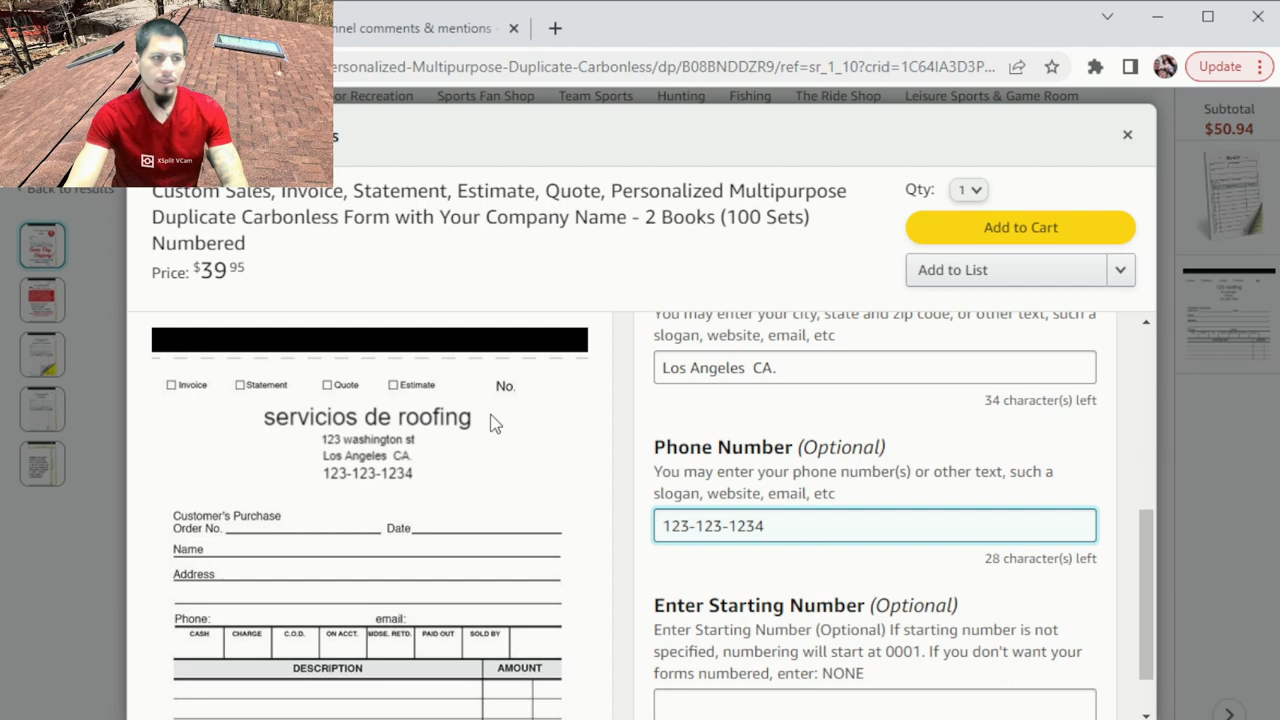 nnel comments & mentions -
ersonalized-Multipurpose-Duplicate-Carbonless/dp/B08BNDDZR9/ref=sr_1_10?crid=1C64IA3D3P...
Update
or Recreation Sports Fan Shop Team Sports Hunting Fishing The Ride Shop Leisure Sports & Game Room
XSplit VCam
Subtotal
$50.94
Back to results
s
Custom Sales, Invoice, Statement, Estimate, Quote, Personalized Multipurpose
Duplicate Carbonless Form with Your Company Name - 2 Books (100 Sets)
Numbered
Price: $39 95
Qty: 1
Add to Cart
Add to List
Invoice Statement Quote Estimate No.
servicios de roofing
123 washington st
Los Angeles CA.
123-123-1234
Customer's Purchase
Order No. Date
Name
Address
Phone: email:
CASH CHARGE C.O.D. ON ACCT. MDSE. RETD. PAID OUT SOLD BY
DESCRIPTION AMOUNT
You may enter your city, state and zip code, or other text, such a
slogan, website, email, etc
Los Angeles CA.
34 character(s) left
Phone Number (Optional)
You may enter your phone number(s) or other text, such a
slogan, website, email, etc
123-123-1234
28 character(s) left
Enter Starting Number (Optional)
Enter Starting Number (Optional) If starting number is not
specified, numbering will start at 0001. If you don't want your
forms numbered, enter: NONE